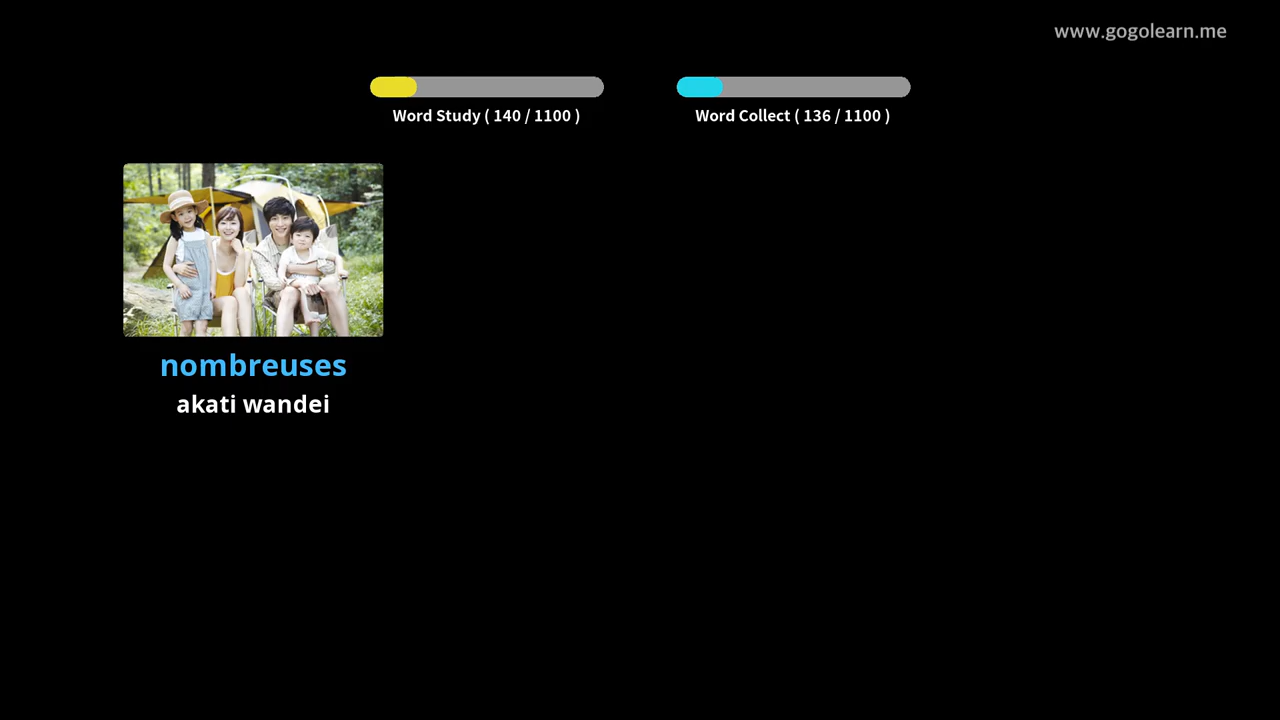 www.gogolearn.me
Word Study ( 140 / 1100 )
Word Collect ( 136 / 1100 )
nombreuses
akati wandei